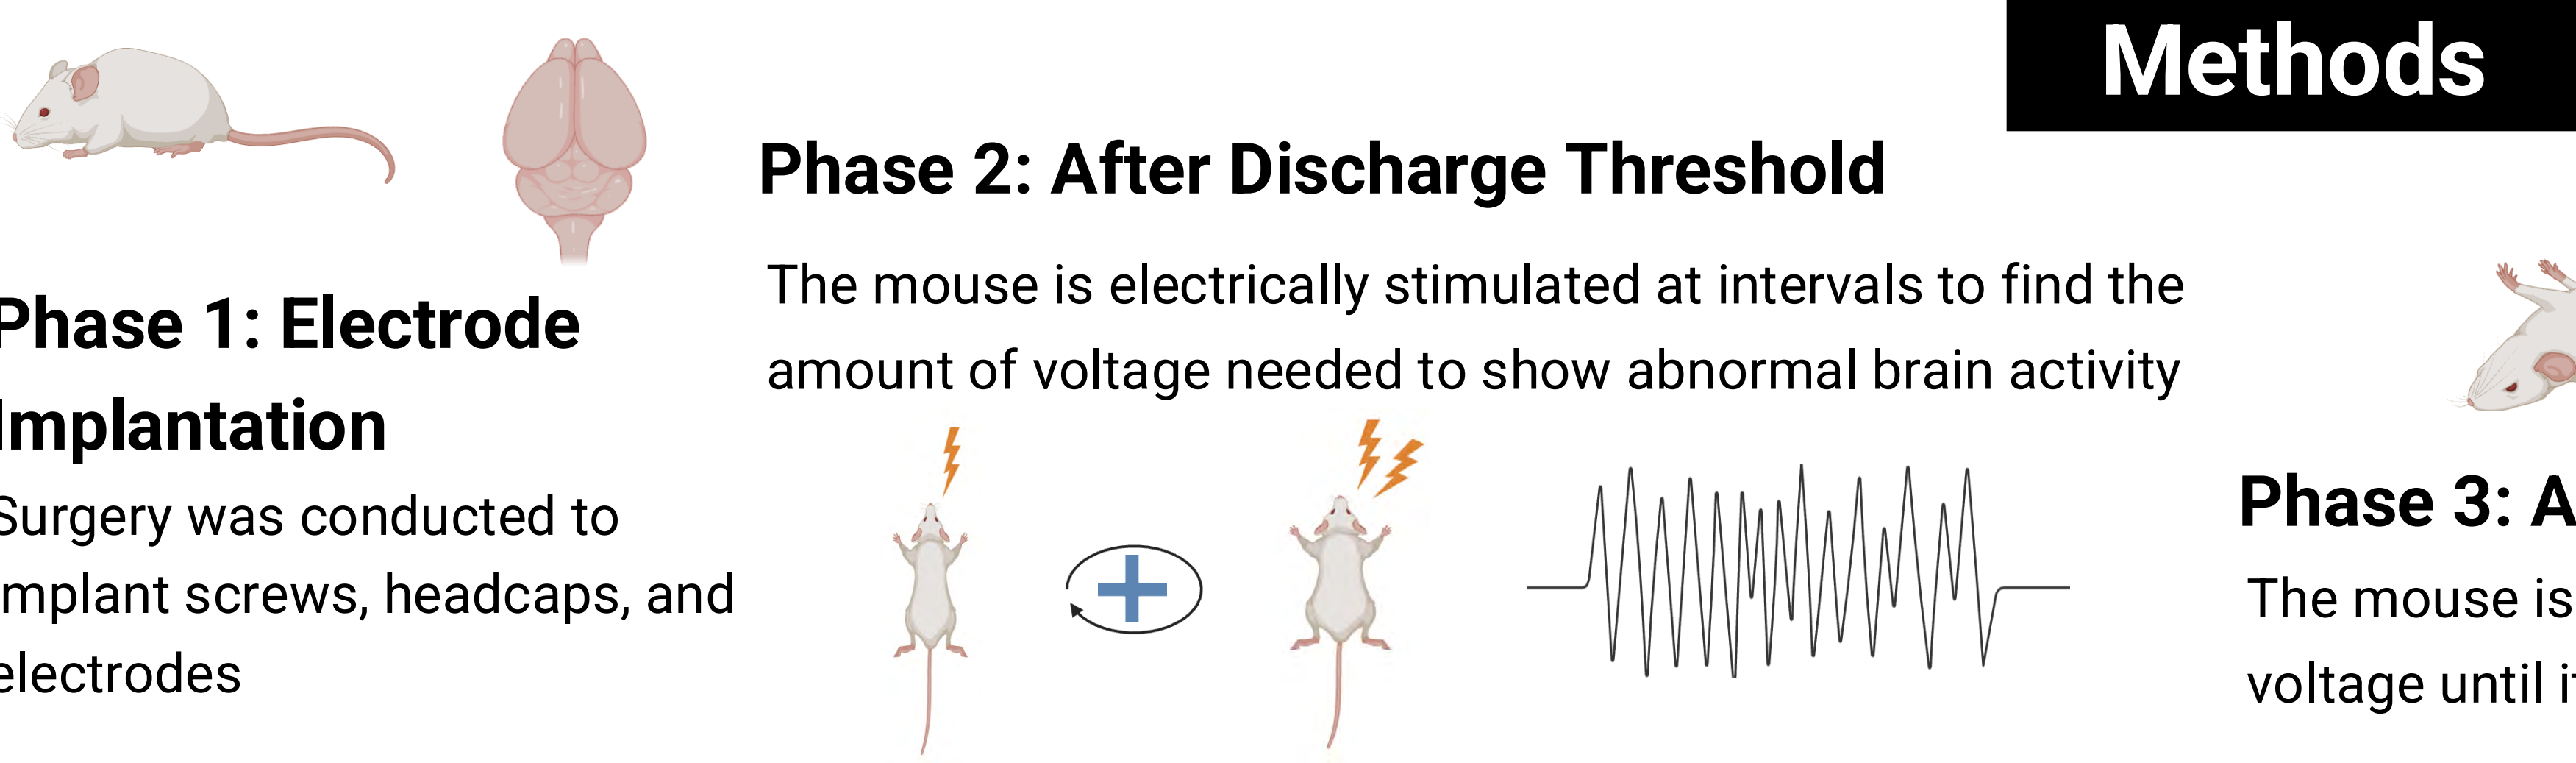 Methods
Phase 1: Electrode
Implantation
Surgery was conducted to
implant screws, headcaps, and
electrodes
Phase 2: After Discharge Threshold
The mouse is electrically stimulated at intervals to find the
amount of voltage needed to show abnormal brain activity
Phase 3: A
The mouse is
voltage until